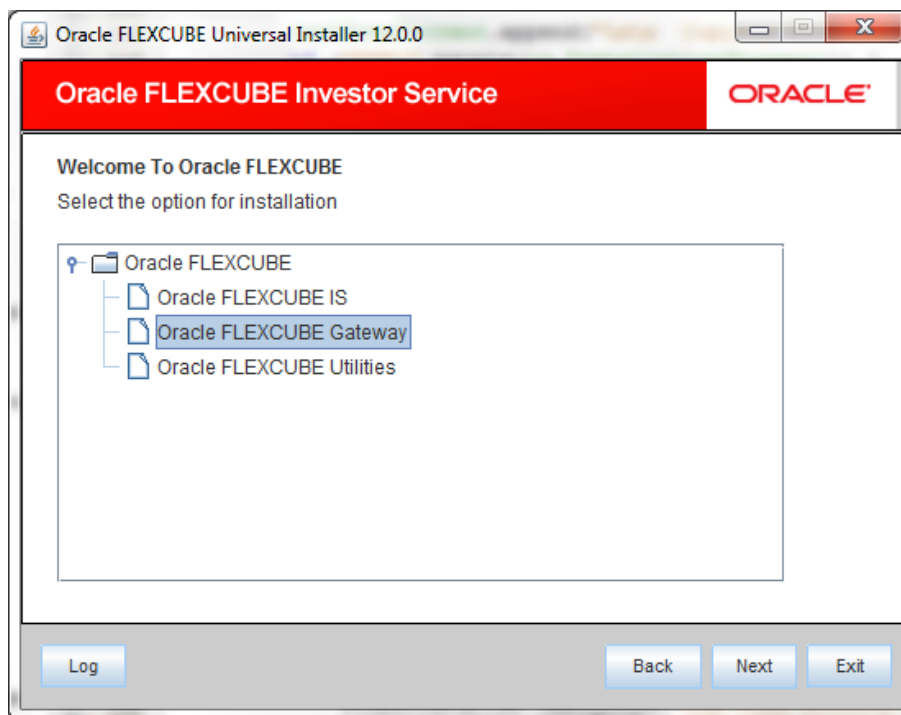 Oracle FLEXCUBE Universal Installer 12.0.0
Oracle FLEXCUBE Investor Service
ORACLE
Welcome To Oracle FLEXCUBE
Select the option for installation
Oracle FLEXCUBE
Oracle FLEXCUBE IS
Oracle FLEXCUBE Gateway
Oracle FLEXCUBE Utilities
Log
Back
Next
Exit